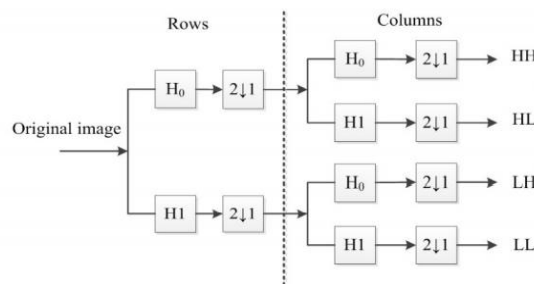 Rows
Columns
H₀ 2↓1 HH
H₀ 2↓1
H1 2↓1 HL
Original image
H₀ 2↓1 LH
H1 2↓1
H1 2↓1 LL